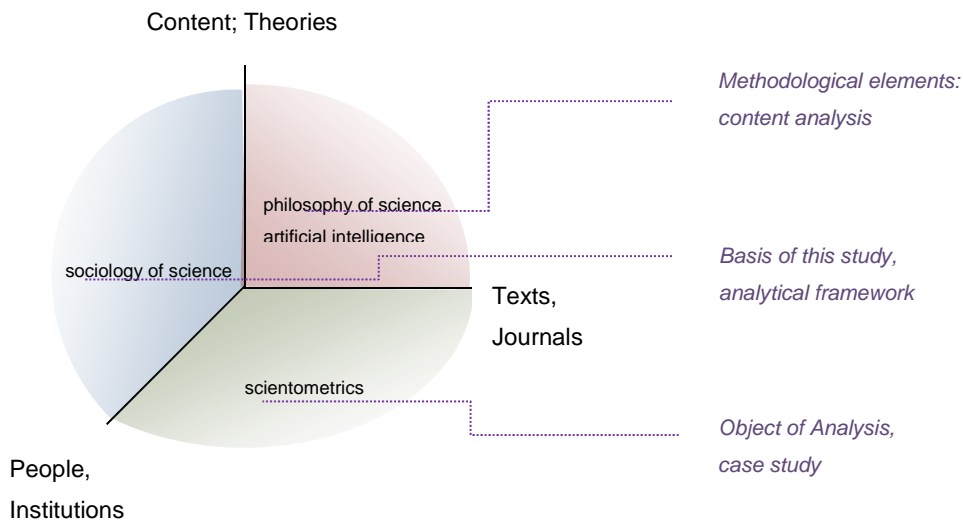 Content; Theories
Methodological elements:
content analysis
philosophy of science
artificial intelligence
sociology of science
Basis of this study,
analytical framework
Texts,
Journals
scientometrics
Object of Analysis,
case study
People,
Institutions